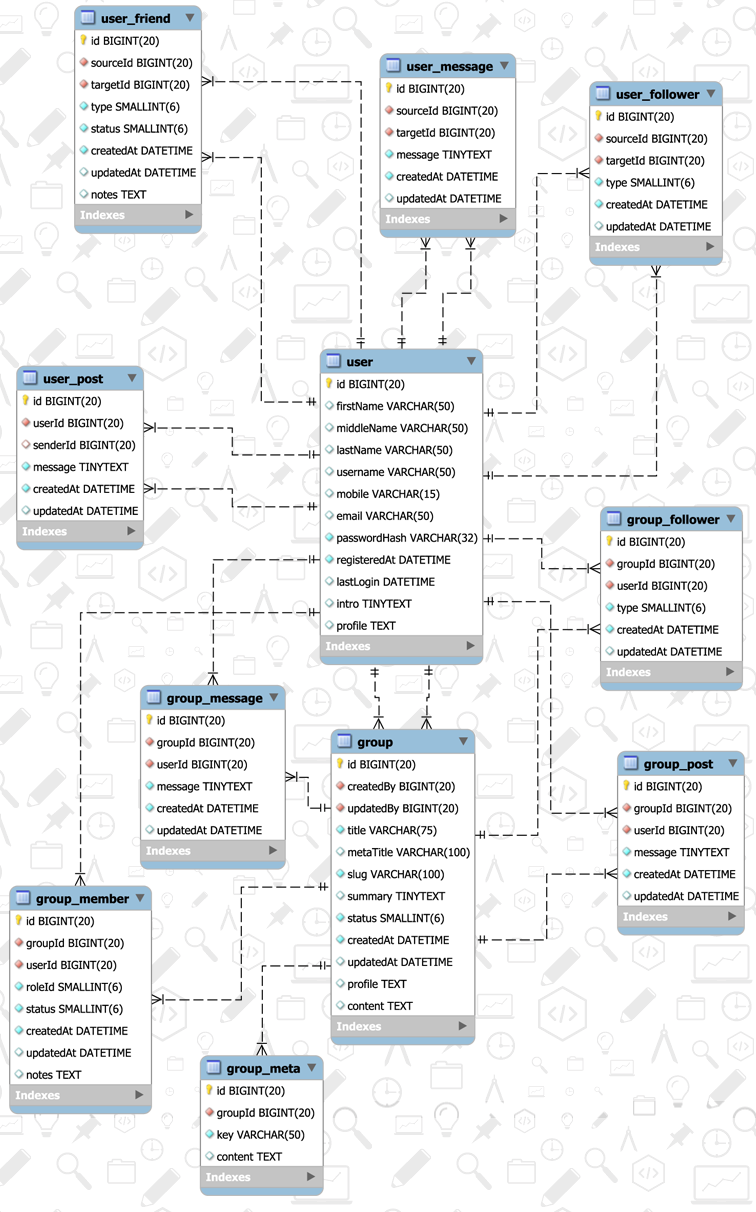 user_friend
id BIGINT(20)
sourceId BIGINT(20)
targetId BIGINT(20)
type SMALLINT(6)
status SMALLINT(6)
createdAt DATETIME
updatedAt DATETIME
notes TEXT
Indexes
user_message
id BIGINT(20)
sourceId BIGINT(20)
targetId BIGINT(20)
message TINYTEXT
createdAt DATETIME
updatedAt DATETIME
Indexes
user_follower
id BIGINT(20)
sourceId BIGINT(20)
targetId BIGINT(20)
type SMALLINT(6)
createdAt DATETIME
updatedAt DATETIME
Indexes
user_post
id BIGINT(20)
userId BIGINT(20)
senderId BIGINT(20)
message TINYTEXT
createdAt DATETIME
updatedAt DATETIME
Indexes
user
id BIGINT(20)
firstName VARCHAR(50)
middleName VARCHAR(50)
lastName VARCHAR(50)
username VARCHAR(50)
mobile VARCHAR(15)
email VARCHAR(50)
passwordHash VARCHAR(32)
registeredAt DATETIME
lastLogin DATETIME
intro TINYTEXT
profile TEXT
Indexes
group_follower
id BIGINT(20)
groupId BIGINT(20)
userId BIGINT(20)
type SMALLINT(6)
createdAt DATETIME
updatedAt DATETIME
Indexes
group_message
id BIGINT(20)
groupId BIGINT(20)
userId BIGINT(20)
message TINYTEXT
createdAt DATETIME
updatedAt DATETIME
Indexes
group
id BIGINT(20)
createdBy BIGINT(20)
updatedBy BIGINT(20)
title VARCHAR(75)
metaTitle VARCHAR(100)
slug VARCHAR(100)
summary TINYTEXT
status SMALLINT(6)
createdAt DATETIME
updatedAt DATETIME
profile TEXT
content TEXT
Indexes
group_post
id BIGINT(20)
groupId BIGINT(20)
userId BIGINT(20)
message TINYTEXT
createdAt DATETIME
updatedAt DATETIME
Indexes
group_member
id BIGINT(20)
groupId BIGINT(20)
userId BIGINT(20)
roleId SMALLINT(6)
status SMALLINT(6)
createdAt DATETIME
updatedAt DATETIME
notes TEXT
Indexes
group_meta
id BIGINT(20)
groupId BIGINT(20)
key VARCHAR(50)
content TEXT
Indexes